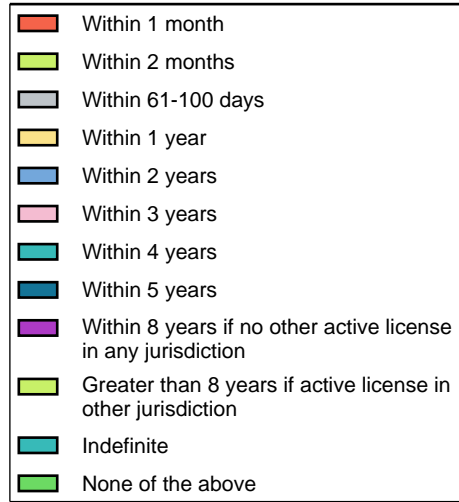 Within 1 month
Within 2 months
Within 61-100 days
Within 1 year
Within 2 years
Within 3 years
Within 4 years
Within 5 years
Within 8 years if no other active license
in any jurisdiction
Greater than 8 years if active license in
other jurisdiction
Indefinite
None of the above